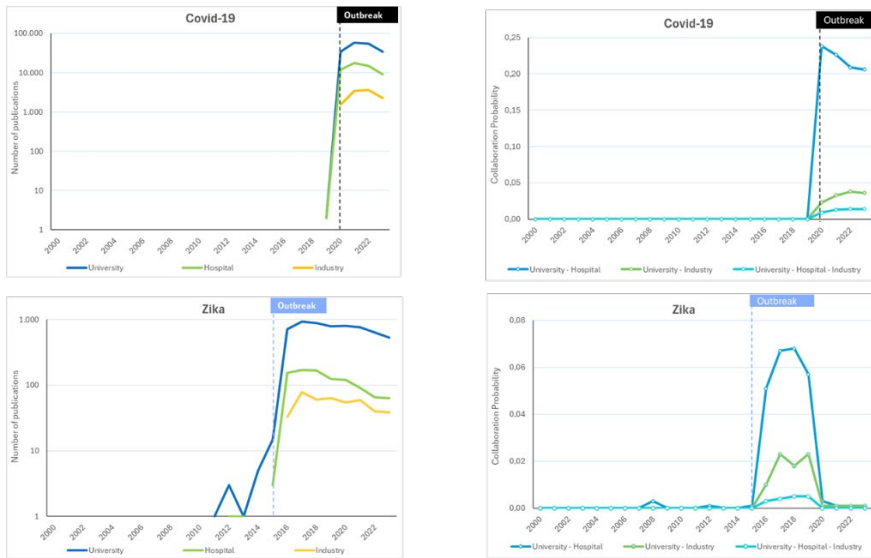 Covid-19
Outbreak
Number of publications
100.000
10.000
1.000
100
10
1
2000
2002
2004
2006
2008
2010
2012
2014
2016
2018
2020
2022
University
Hospital
Industry
Covid-19
Outbreak
Collaboration Probability
0,25
0,20
0,15
0,10
0,05
0,00
2000
2002
2004
2006
2008
2010
2012
2014
2016
2018
2020
2022
University - Hospital
University - Industry
University - Hospital - Industry
Zika
Outbreak
Number of publications
1.000
100
10
1
2000
2002
2004
2006
2008
2010
2012
2014
2016
2018
2020
2022
University
Hospital
Industry
Zika
Outbreak
Collaboration Probability
0,08
0,06
0,04
0,02
0,00
2000
2002
2004
2006
2008
2010
2012
2014
2016
2018
2020
2022
University - Hospital
University - Industry
University - Hospital - Industry